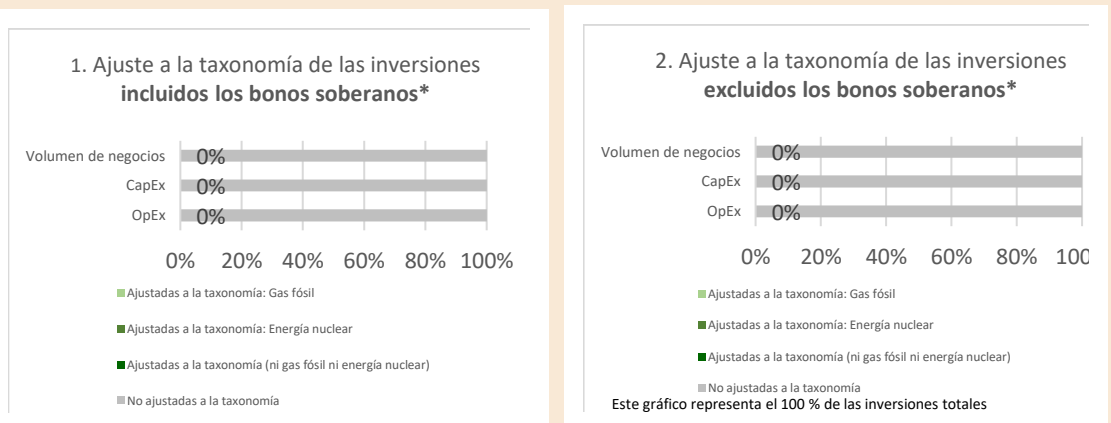 1. Ajuste a la taxonomía de las inversiones
incluidos los bonos soberanos*
Volumen de negocios 0%
CapEx 0%
OpEx 0%
0% 20% 40% 60% 80% 100%
Ajustadas a la taxonomía: Gas fósil
Ajustadas a la taxonomía: Energía nuclear
Ajustadas a la taxonomía (ni gas fósil ni energía nuclear)
No ajustadas a la taxonomía
2. Ajuste a la taxonomía de las inversiones
excluidos los bonos soberanos*
Volumen de negocios 0%
CapEx 0%
OpEx 0%
0% 20% 40% 60% 80% 100
Ajustadas a la taxonomía: Gas fósil
Ajustadas a la taxonomía: Energía nuclear
Ajustadas a la taxonomía (ni gas fósil ni energía nuclear)
No ajustadas a la taxonomía
Este gráfico representa el 100 % de las inversiones totales